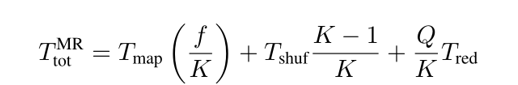 T_{\text{tot}}^{\text{MR}} = T_{\text{map}} \left( \frac{f}{K} \right) + T_{\text{shuf}} \frac{K-1}{K} + \frac{Q}{K} T_{\text{red}}